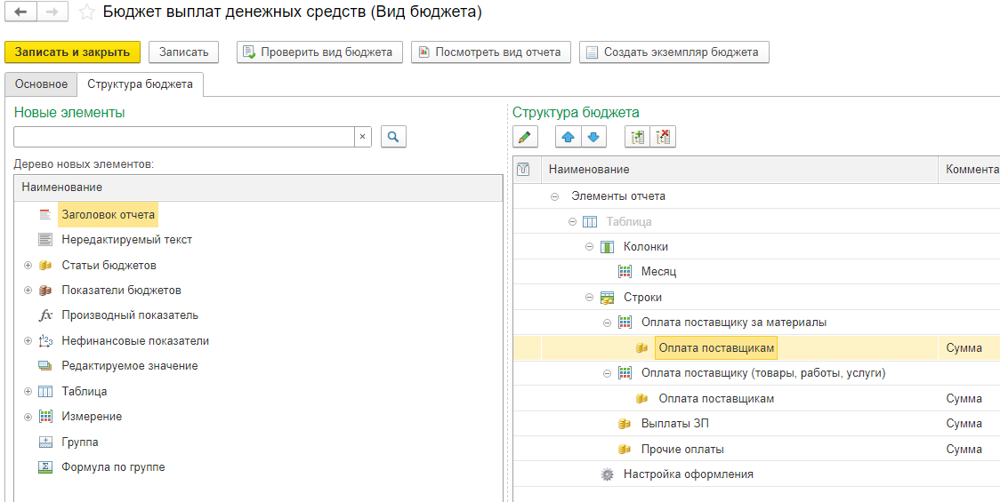 Бюджет выплат денежных средств (Вид бюджета)
Записать и закрыть
Записать
Проверить вид бюджета
Посмотреть вид отчета
Создать экземпляр бюджета
Основное
Структура бюджета
Новые элементы
Дерево новых элементов:
Наименование
Заголовок отчета
Нередактируемый текст
Статьи бюджетов
Показатели бюджетов
fx Производный показатель
Нефинансовые показатели
Редактируемое значение
Таблица
Измерение
Группа
Формула по группе
Структура бюджета
Наименование Коммента
Элементы отчета
Таблица
Колонки
Месяц
Строки
Оплата поставщику за материалы
Оплата поставщикам Сумма
Оплата поставщику (товары, работы, услуги)
Оплата поставщикам Сумма
Выплаты ЗП Сумма
Прочие оплаты Сумма
Настройка оформления